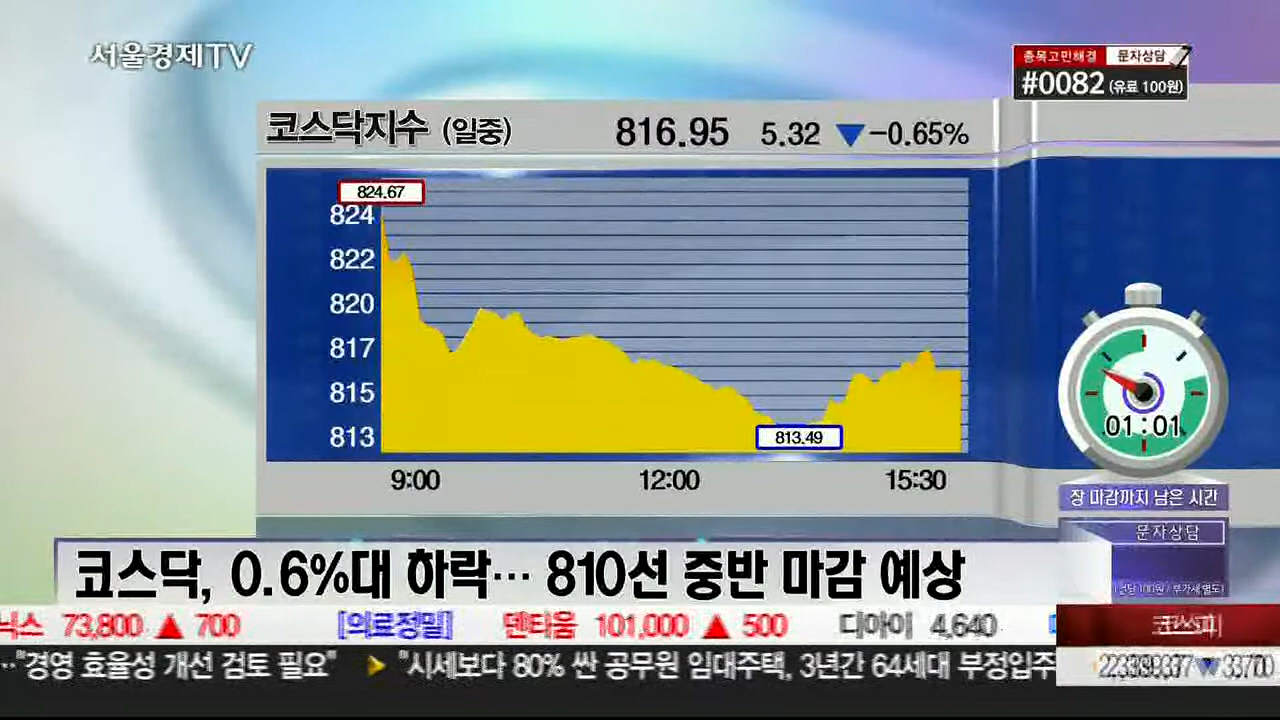 서울경제TV
종목고민해결 문자상담
#0082 (유료 100원)
코스닥지수 (일중) 816.95 5.32 ▼-0.65%
824.67
824
822
820
817
815
813
813.49
9:00 12:00 15:30
01:01
장 마감까지 남은 시간
문자상담
코스닥, 0.6%대 하락… 810선 중반 마감 예상
닉스 73,800 ▲ 700 [의료정밀] 덴티움 101,000 ▲ 500 디아이 4,640
코스피
…"경영 효율성 개선 검토 필요" ▶ "시세보다 80% 싼 공무원 임대주택, 3년간 64세대 부정입주